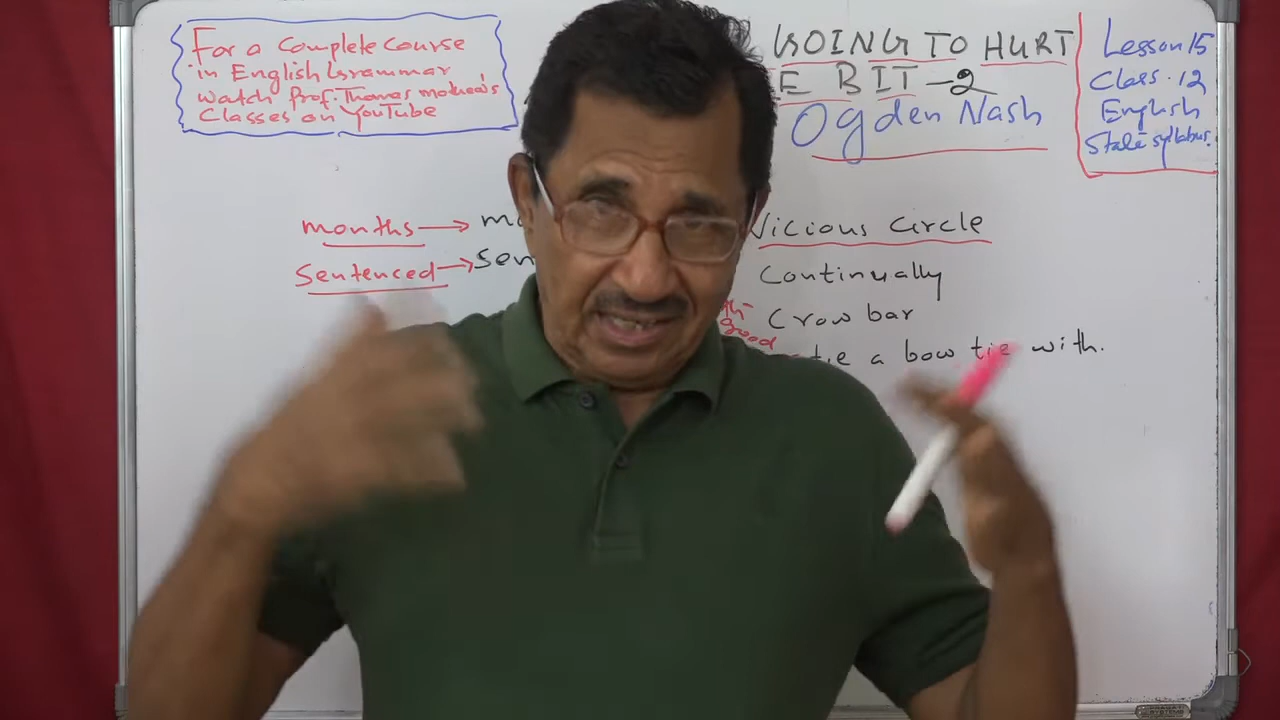 For a Complete Course
in English Grammar
Watch Prof. Thomas mathew's
Classes on YouTube
GOING TO HURT
E BIT -2
Ogden Nash
Lesson 15
Class. 12
English
State syllabus.
months → m
Sentenced → Sen
Vicious Circle
Continually
Crow bar
good
tie a bow tie with.